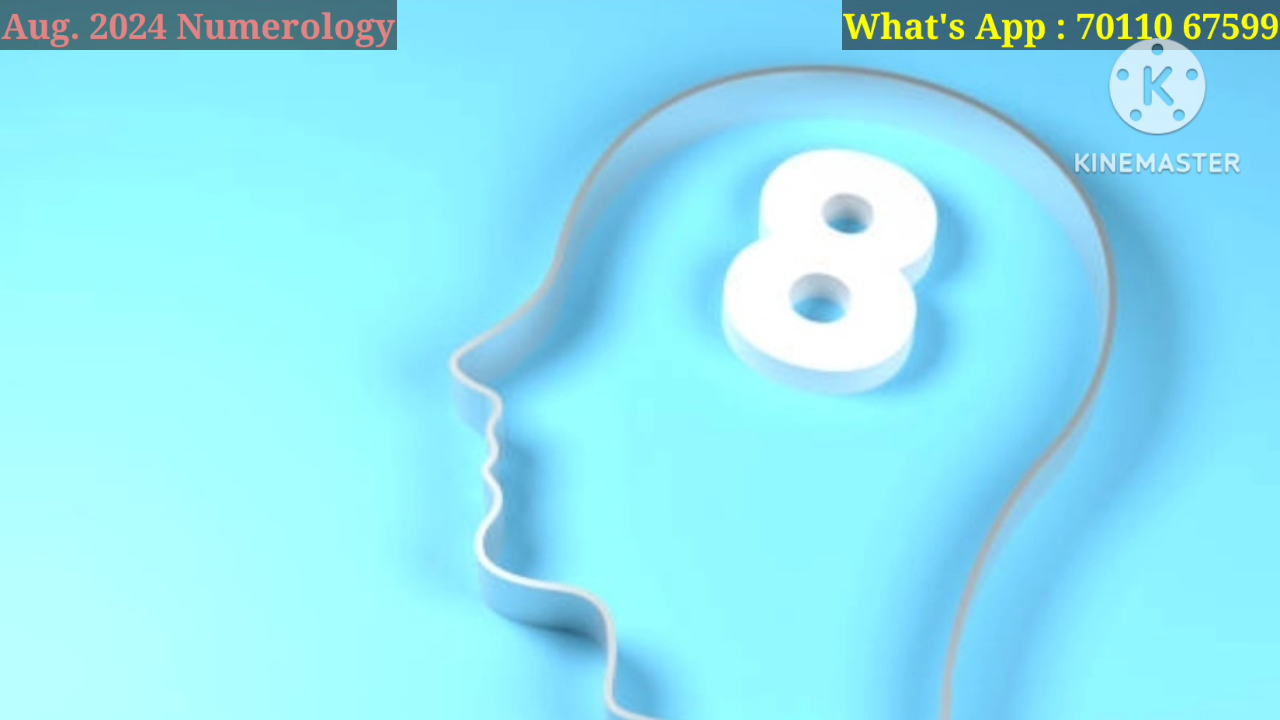 Aug. 2024 Numerology
What's App : 70110 67599
K
KINEMASTER
8